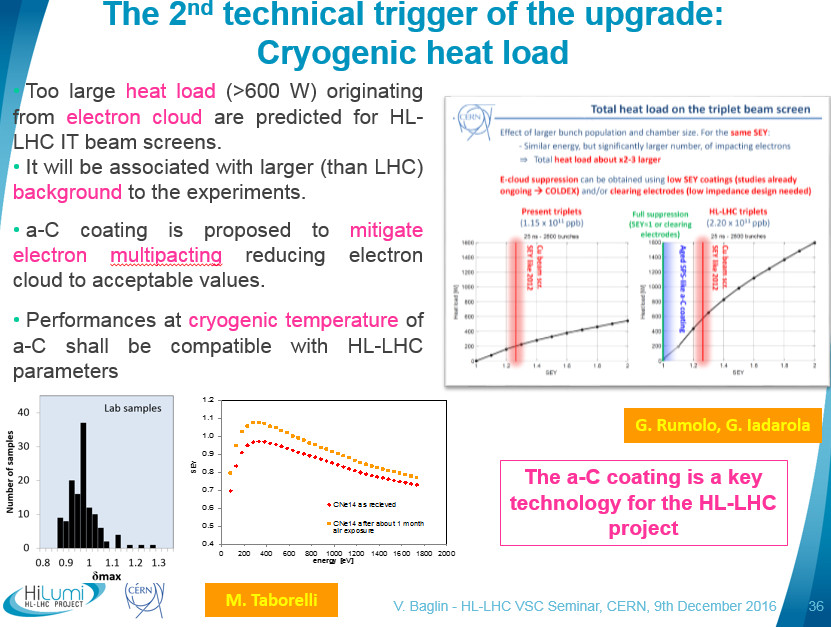 The 2nd technical trigger of the upgrade:
Cryogenic heat load
• Too large heat load (>600 W) originating
from electron cloud are predicted for HL-
LHC IT beam screens.
• It will be associated with larger (than LHC)
background to the experiments.
• a-C coating is proposed to mitigate
electron multipacting reducing electron
cloud to acceptable values.
• Performances at cryogenic temperature of
a-C shall be compatible with HL-LHC
parameters
CERN
Total heat load on the triplet beam screen
Effect of larger bunch population and chamber size. For the same SEY:
- Similar energy, but significantly larger number, of impacting electrons
⇒ Total heat load about x2-3 larger
E-cloud suppression can be obtained using low SEY coatings (studies already
ongoing → COLDEX) and/or clearing electrodes (low impedance design needed)
Present triplets
(1.15 x 10¹¹ ppb)
25 ns - 2800 bunches
Full suppression
(SEY≈1 or clearing
electrodes)
HL-LHC triplets
(2.20 x 10¹¹ ppb)
25 ns - 2800 bunches
Heat load [W]
1600
1400
1200
1000
800
600
400
200
0
1
1.2
1.4
1.6
1.8
2
SEY
Cu beam scr.
SEY like 2012
Heat load [W]
1600
1400
1200
1000
800
600
400
200
0
1
1.2
1.4
1.6
1.8
2
SEY
Aged SPS-like a-C coating
Cu beam scr.
SEY like 2012
G. Rumolo, G. Iadarola
Lab samples
Number of samples
40
30
20
10
0
0.8 0.9 1 1.1 1.2 1.3
δmax
SEY
1.2
1.1
1.0
0.9
0.8
0.7
0.6
0.5
0.4
0 200 400 600 800 1000 1200 1400 1600 1800 2000
energy [eV]
CNe14 as recieved
CNe14 after about 1 month
air exposure
The a-C coating is a key
technology for the HL-LHC
project
HiLumi
HL-LHC PROJECT
CERN
M. Taborelli
V. Baglin - HL-LHC VSC Seminar, CERN, 9th December 2016
36